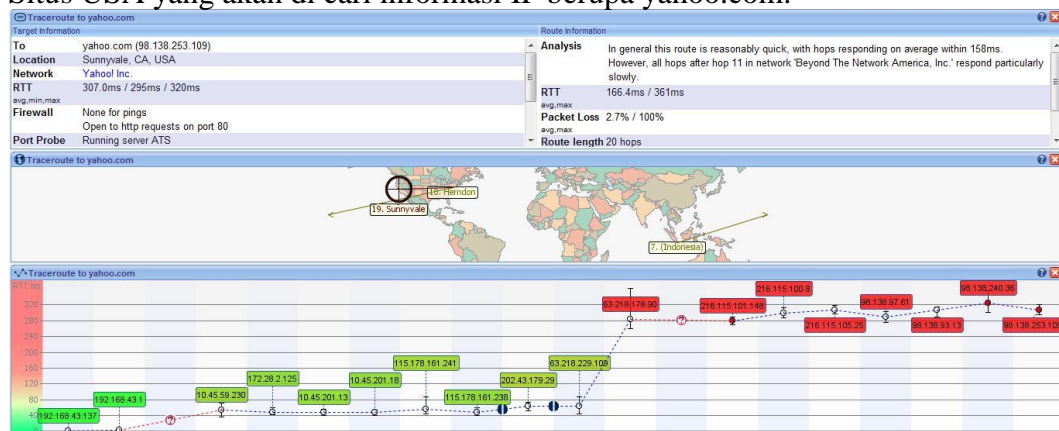 Situs USA yang akan di cari informasi IP berupa yahoo.com.
Traceroute to yahoo.com
Target Information
To yahoo.com (98.138.253.109)
Location Sunnyvale, CA, USA
Network Yahoo! Inc.
RTT 307.0ms / 295ms / 320ms
avg,min,max
Firewall None for pings
Open to http requests on port 80
Port Probe Running server ATS
Route Information
Analysis In general this route is reasonably quick, with hops responding on average within 158ms.
However, all hops after hop 11 in network 'Beyond The Network America, Inc.' respond particularly
slowly.
RTT 166.4ms / 361ms
avg,max
Packet Loss 2.7% / 100%
avg,max
Route length 20 hops
Traceroute to yahoo.com
16. Herndon
19. Sunnyvale
7. (Indonesia)
Traceroute to yahoo.com
RTT ms
320
280
240
200
160
120
80
40
0
192.168.43.137
192.168.43.1
?
10.45.59.230
172.28.2.125
10.45.201.13
10.45.201.18
115.178.161.241
115.178.161.238
202.43.179.29
63.218.229.109
63.218.178.90
?
216.115.101.148
216.115.100.8
216.115.105.25
98.138.97.61
98.138.93.13
98.138.240.36